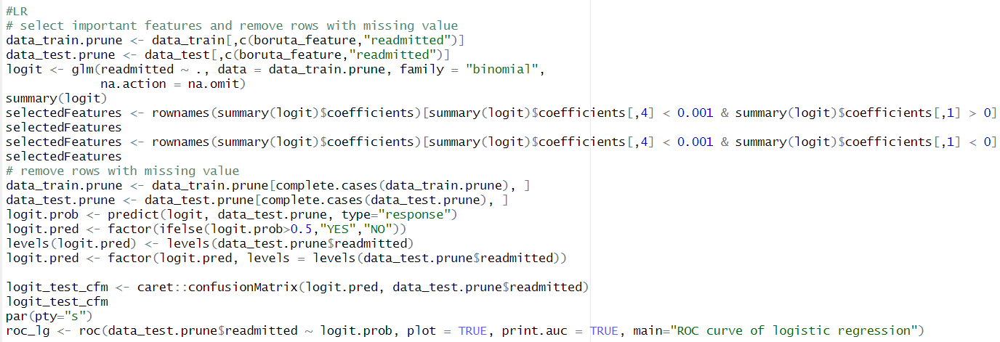 #LR
# select important features and remove rows with missing value
data_train.prune <- data_train[,c(boruta_feature,"readmitted")]
data_test.prune <- data_test[,c(boruta_feature,"readmitted")]
logit <- glm(readmitted ~ ., data = data_train.prune, family = "binomial",
             na.action = na.omit)
summary(logit)
selectedFeatures <- rownames(summary(logit)$coefficients)[summary(logit)$coefficients[,4] < 0.001 & summary(logit)$coefficients[,1] > 0]
selectedFeatures
selectedFeatures <- rownames(summary(logit)$coefficients)[summary(logit)$coefficients[,4] < 0.001 & summary(logit)$coefficients[,1] < 0]
selectedFeatures
# remove rows with missing value
data_train.prune <- data_train.prune[complete.cases(data_train.prune), ]
data_test.prune <- data_test.prune[complete.cases(data_test.prune), ]
logit.prob <- predict(logit, data_test.prune, type="response")
logit.pred <- factor(ifelse(logit.prob>0.5,"YES","NO"))
levels(logit.pred) <- levels(data_test.prune$readmitted)
logit.pred <- factor(logit.pred, levels = levels(data_test.prune$readmitted))
logit_test_cfm <- caret::confusionMatrix(logit.pred, data_test.prune$readmitted)
logit_test_cfm
par(pty="s")
roc_lg <- roc(data_test.prune$readmitted ~ logit.prob, plot = TRUE, print.auc = TRUE, main="ROC curve of logistic regression")